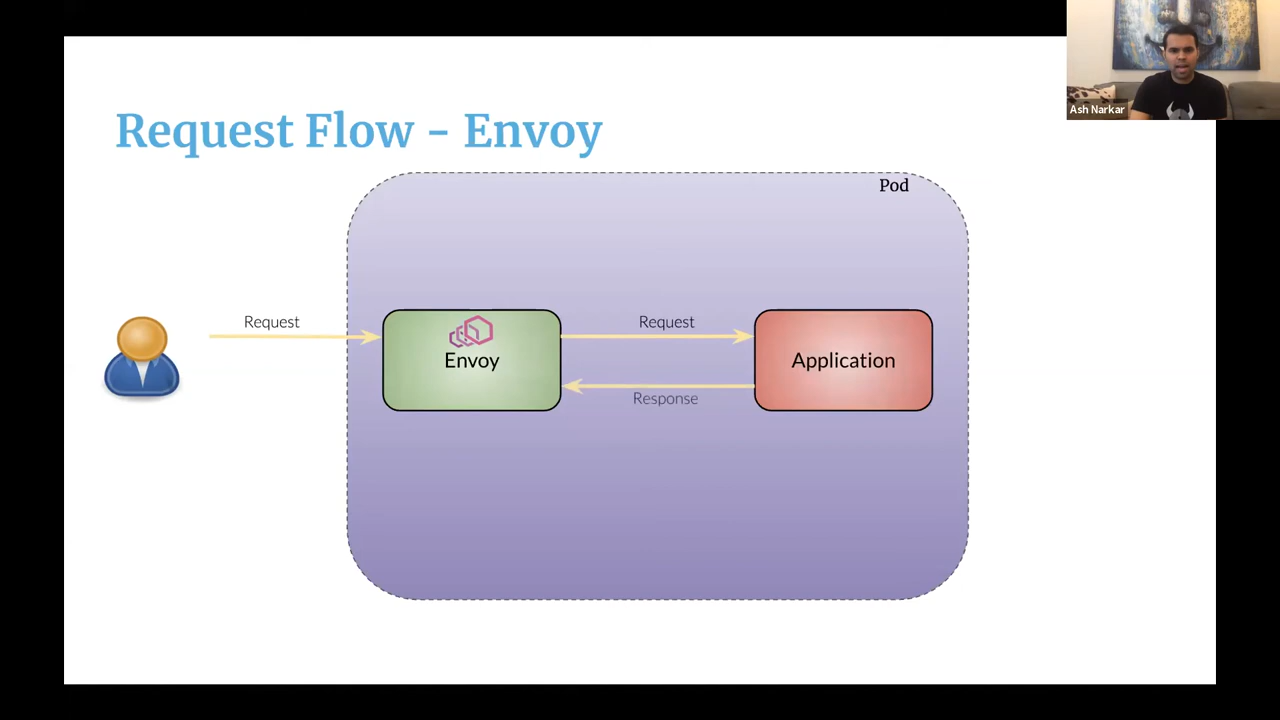 Ash Narkar
Request Flow - Envoy
Pod
Request
Request
Envoy
Application
Response